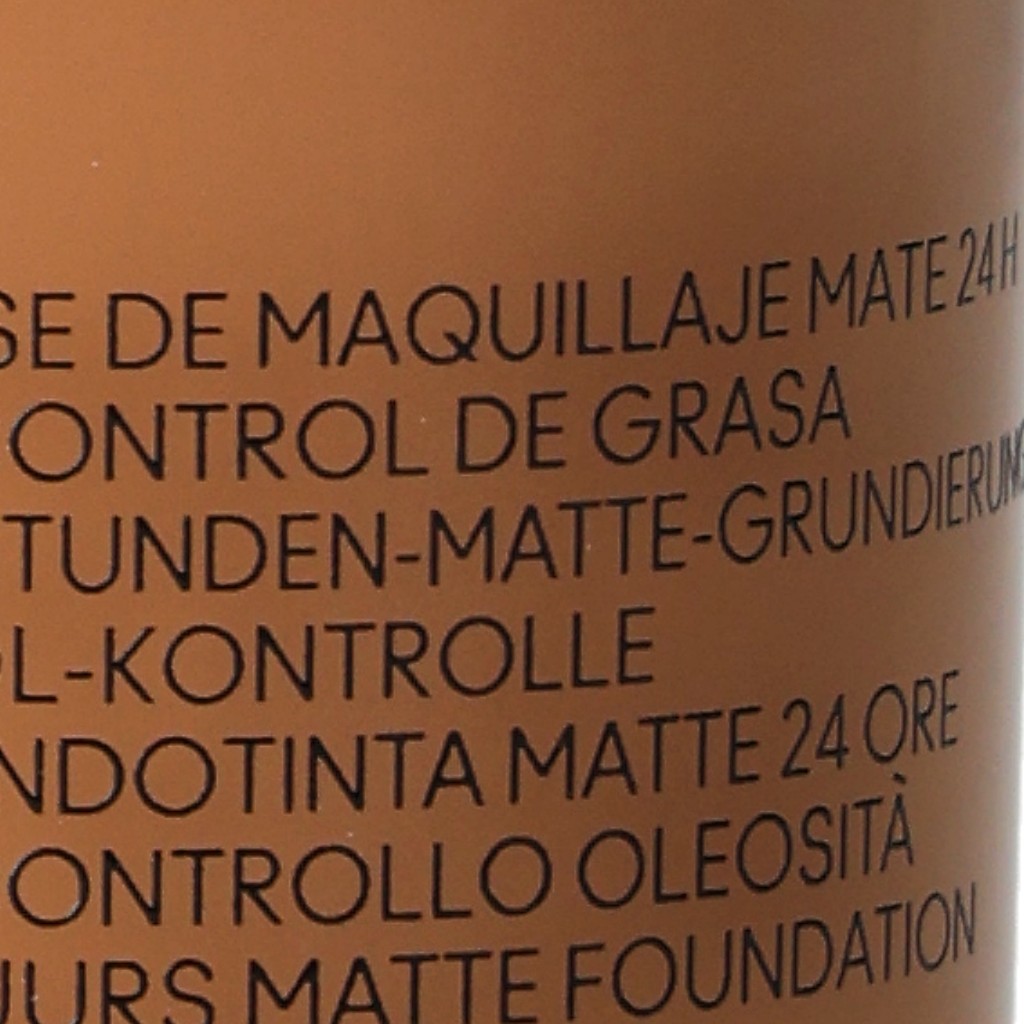 SE DE MAQUILLAJE MATE 24H
ONTROL DE GRASA
TUNDEN-MATTE-GRUNDIERUNG
L-KONTROLLE
NDOTINTA MATTE 24 ORE
ONTROLLO OLEOSITÀ
URS MATTE FOUNDATION